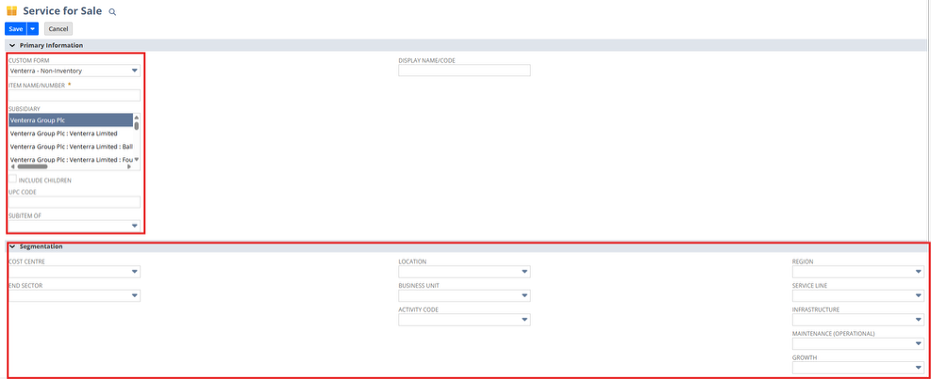 Service for Sale
Save
Cancel
Primary Information
CUSTOM FORM
Venterra - Non-Inventory
ITEM NAME/NUMBER *
SUBSIDIARY
Venterra Group Plc
Venterra Group Plc : Venterra Limited
Venterra Group Plc : Venterra Limited : Ball
Venterra Group Plc : Venterra Limited : Fou
INCLUDE CHILDREN
UPC CODE
SUBITEM OF
DISPLAY NAME/CODE
Segmentation
COST CENTRE
END SECTOR
LOCATION
BUSINESS UNIT
ACTIVITY CODE
REGION
SERVICE LINE
INFRASTRUCTURE
MAINTENANCE (OPERATIONAL)
GROWTH